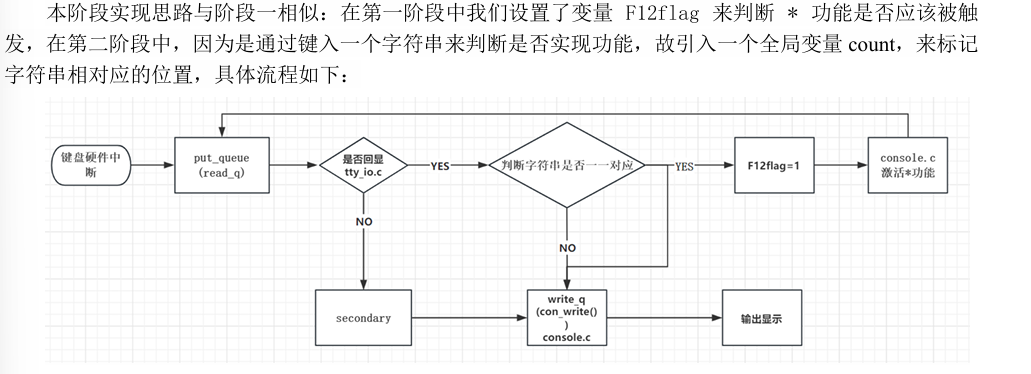 本阶段实现思路与阶段一相似：在第一阶段中我们设置了变量 F12flag 来判断 * 功能是否应该被触
发，在第二阶段中，因为是通过键入一个字符串来判断是否实现功能，故引入一个全局变量 count，来标记
字符串相对应的位置，具体流程如下：
键盘硬件中
断
put_queue
(read_q)
是否回显
tty_io.c
YES
判断字符串是否一一对应
YES
F12flag=1
console.c
激活*功能
NO
NO
secondary
write_q
(con_write()
)
console.c
输出显示